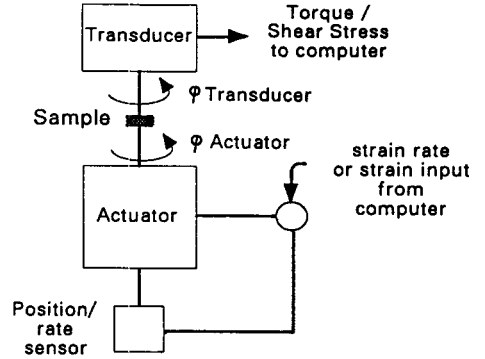 Transducer
Torque /
Shear Stress
to computer
φ Transducer
Sample
φ Actuator
strain rate
or strain input
from
computer
Actuator
Position/
rate
sensor